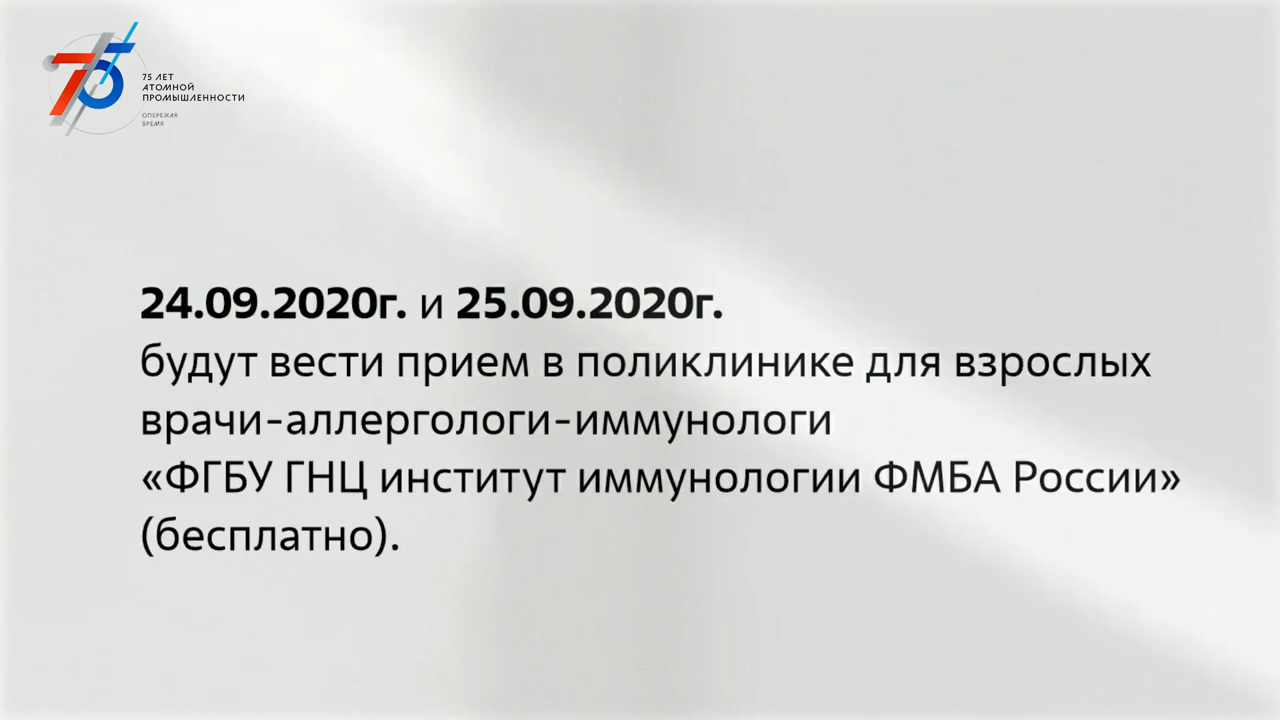 75
75 ЛЕТ
АТОМНОЙ
ПРОМЫШЛЕННОСТИ
ОПЕРЕЖАЯ
ВРЕМЯ
24.09.2020г. и 25.09.2020г.
будут вести прием в поликлинике для взрослых
врачи-аллергологи-иммунологи
«ФГБУ ГНЦ институт иммунологии ФМБА России»
(бесплатно).